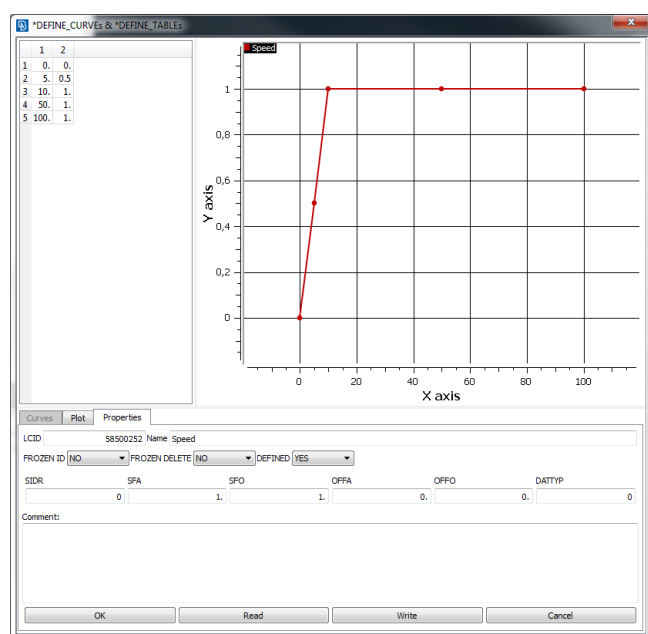 *DEFINE_CURVEs & *DEFINE_TABLEs
x
1 2
1 0. 0.
2 5. 0.5
3 10. 1.
4 50. 1.
5 100. 1.
Speed
1
0,8
0,6
0,4
0,2
0
Y axis
0 20 40 60 80 100
X axis
Curves Plot Properties
LCID 58500252 Name Speed
FROZEN ID NO FROZEN DELETE NO DEFINED YES
SIDR SFA SFO OFFA OFFO DATTYP
0 1. 1. 0. 0. 0
Comment:
OK Read Write Cancel